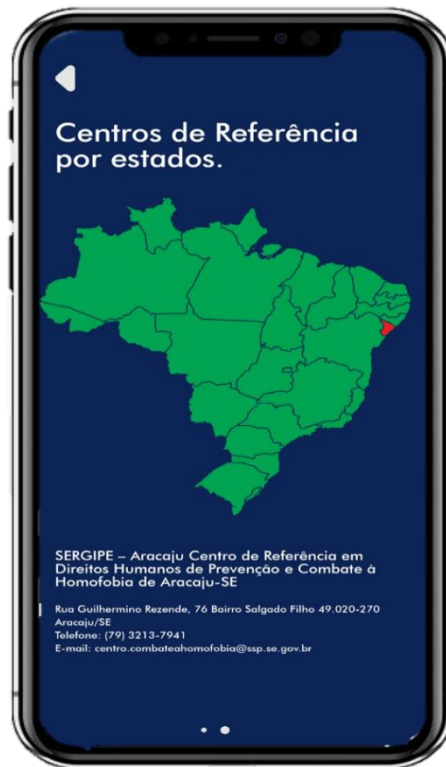 Centros de Referência
por estados.
SERGIPE – Aracaju Centro de Referência em
Direitos Humanos de Prevenção e Combate à
Homofobia de Aracaju-SE
Rua Guilhermino Rezende, 76 Bairro Salgado Filho 49.020-270
Aracaju/SE
Telefone: (79) 3213-7941
E-mail: centro.combateahomofobia@ssp.se.gov.br